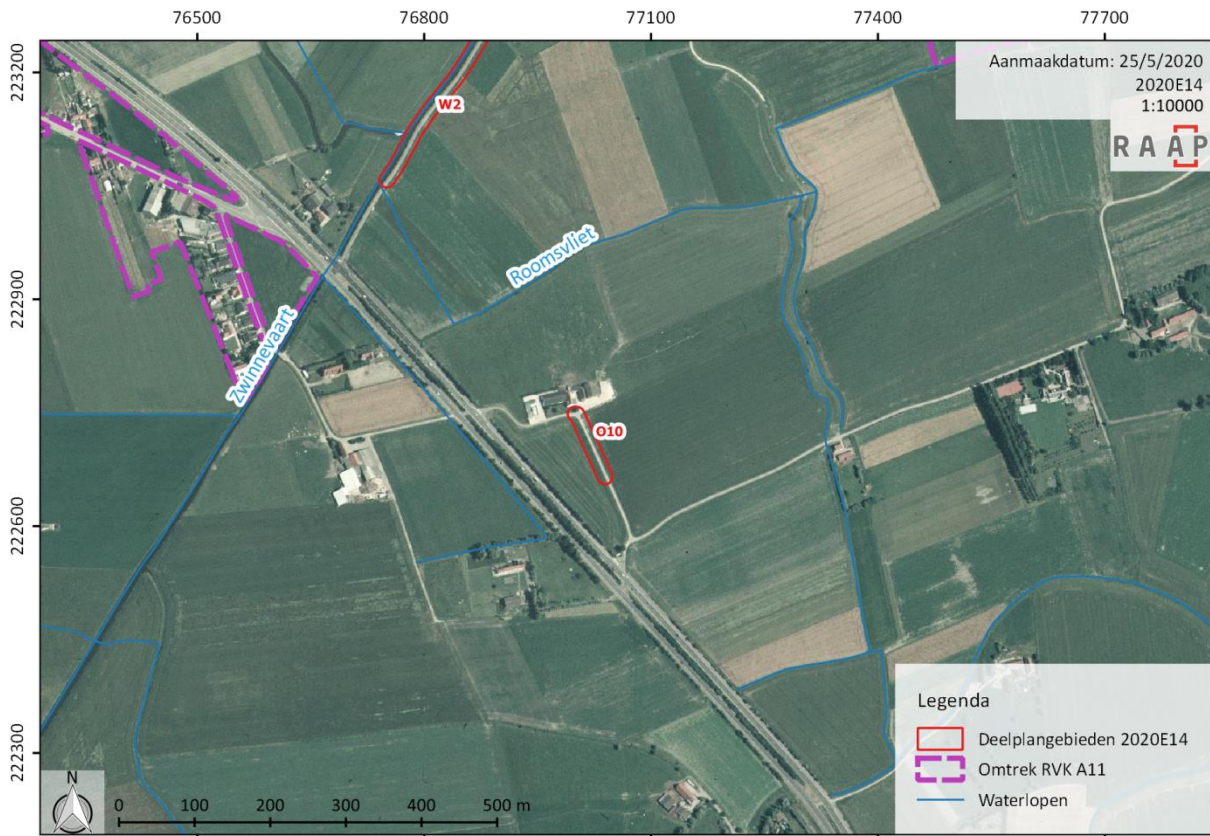 76500 76800 77100 77400 77700
223200
222900
222600
222300
Aanmaakdatum: 25/5/2020
2020E14
1:10000
RAAP
W2
Roomsvliet
Zwinnevaart
O10
Legenda
Deelplangebieden 2020E14
Omtrek RVK A11
Waterlopen
N
0 100 200 300 400 500 m